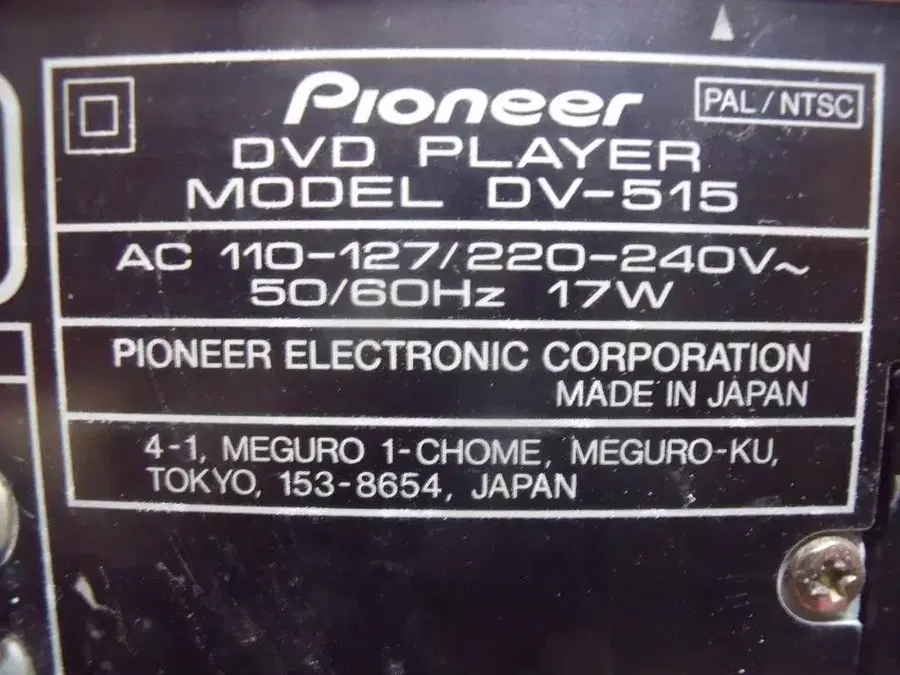 Pioneer
PAL/NTSC
DVD PLAYER
MODEL DV-515
AC 110-127/220-240V~
50/60Hz 17W
PIONEER ELECTRONIC CORPORATION
MADE IN JAPAN
4-1, MEGURO 1-CHOME, MEGURO-KU,
TOKYO, 153-8654, JAPAN